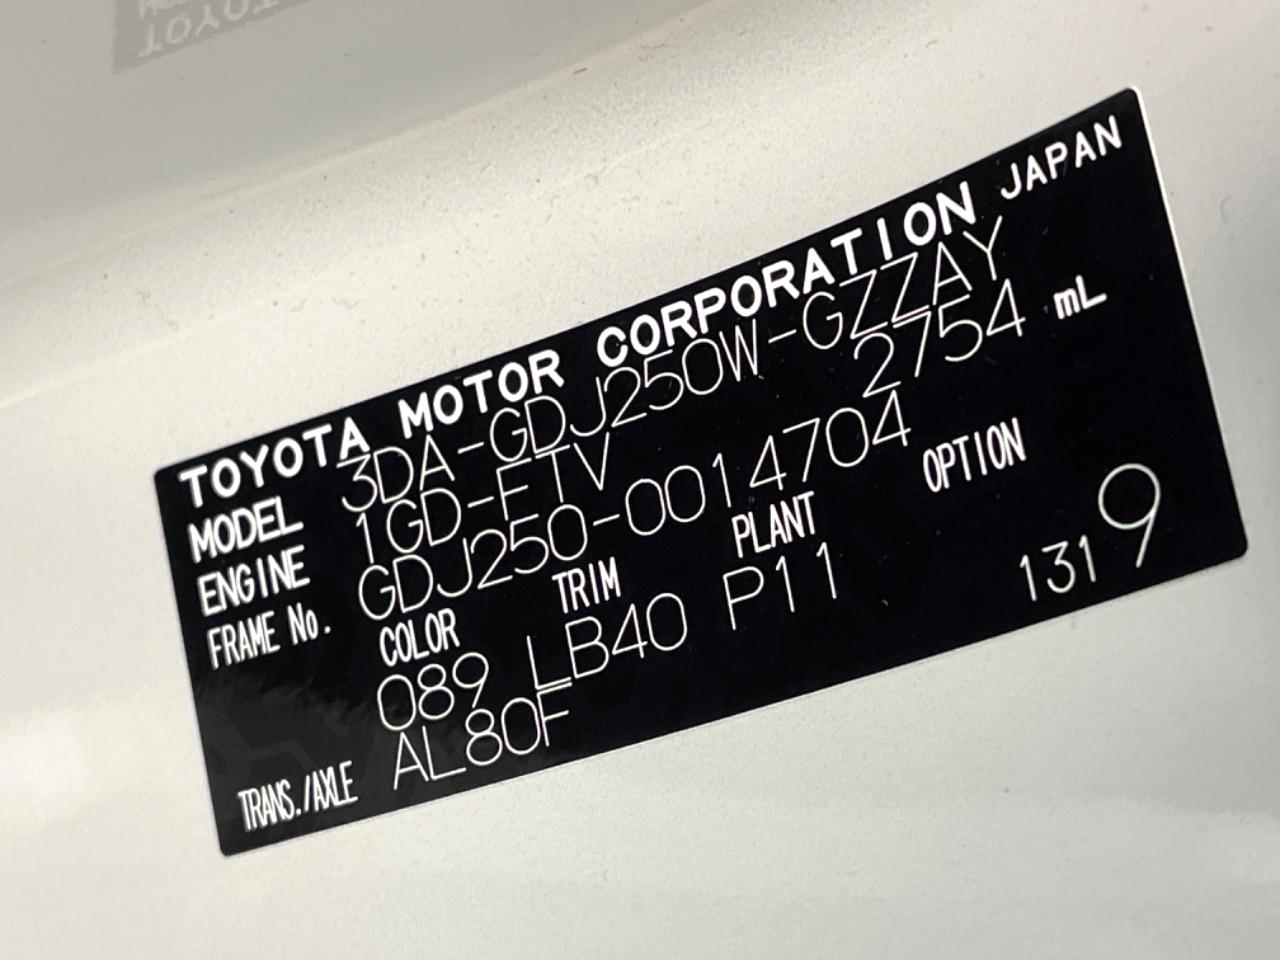 TOYOTA MOTOR CORPORATION JAPAN
MODEL 3DA-GDJ250W-GZZAY
ENGINE 1GD-FTV 2754 mL
FRAME No. GDJ250-0014704
COLOR TRIM PLANT OPTION
089 LB40 P11 1319
TRANS./AXLE AL80F
TOYOT